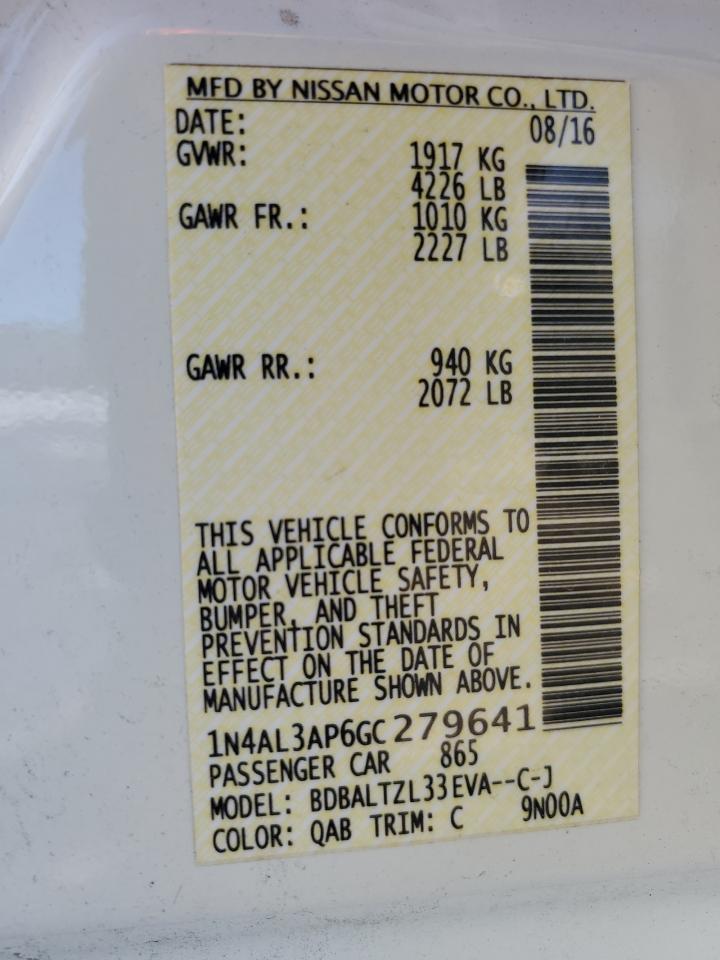 MFD BY NISSAN MOTOR CO., LTD.
DATE: 08/16
GVWR: 1917 KG
4226 LB
GAWR FR.: 1010 KG
2227 LB
GAWR RR.: 940 KG
2072 LB
THIS VEHICLE CONFORMS TO
ALL APPLICABLE FEDERAL
MOTOR VEHICLE SAFETY,
BUMPER, AND THEFT
PREVENTION STANDARDS IN
EFFECT ON THE DATE OF
MANUFACTURE SHOWN ABOVE.
1N4AL3AP6GC279641
PASSENGER CAR 865
MODEL: BDBALTZL33EVA--C-J
COLOR: QAB TRIM: C 9N00A